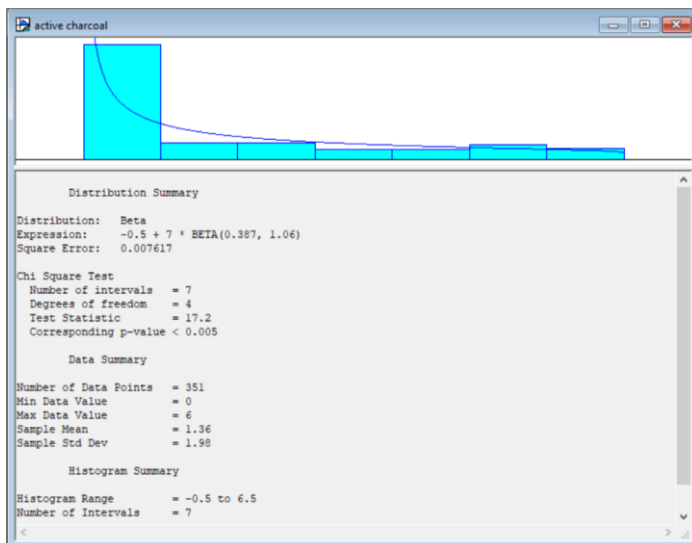 active charcoal
Distribution Summary
Distribution: Beta
Expression: -0.5 + 7 * BETA(0.387, 1.06)
Square Error: 0.007617
Chi Square Test
Number of intervals = 7
Degrees of freedom = 4
Test Statistic = 17.2
Corresponding p-value < 0.005
Data Summary
Number of Data Points = 351
Min Data Value = 0
Max Data Value = 6
Sample Mean = 1.36
Sample Std Dev = 1.98
Histogram Summary
Histogram Range = -0.5 to 6.5
Number of Intervals = 7